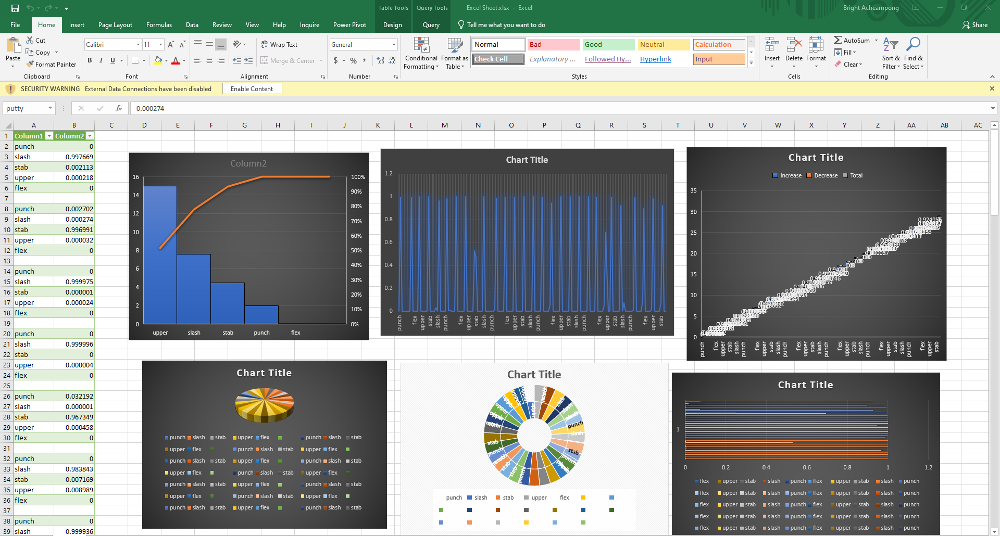 Table Tools Query Tools Excel Sheet.xlsx - Excel Bright Acheampong
File Home Insert Page Layout Formulas Data Review View Help Inquire Power Pivot Design Query Tell me what you want to do Share
Paste Cut Copy Format Painter
Calibri 11 A A
B I U A
Wrap Text
Merge & Center
General
$ % ,
Conditional Formatting
Format as Table
Normal Bad Good Neutral Calculation
Check Cell Explanatory ... Followed Hy... Hyperlink Input
Insert Delete Format
AutoSum
Fill
Clear
Sort & Filter
Find & Select
Clipboard Font Alignment Number Styles Cells Editing
SECURITY WARNING External Data Connections have been disabled Enable Content
putty fx 0.000274
A B C D E F G H I J K L M N O P Q R S T U V W X Y Z AA AB AC
1 Column1 Column2
2 punch 0
3 slash 0.997669
4 stab 0.002113
5 upper 0.000218
6 flex 0
7
8 punch 0.002702
9 slash 0.000274
10 stab 0.996991
11 upper 0.000032
12 flex 0
13
14 punch 0
15 slash 0.999975
16 stab 0.000001
17 upper 0.000024
18 flex 0
19
20 punch 0
21 slash 0.999996
22 stab 0
23 upper 0.000004
24 flex 0
25
26 punch 0.032192
27 slash 0.000001
28 stab 0.967349
29 upper 0.000458
30 flex 0
31
32 punch 0
33 slash 0.983843
34 stab 0.007169
35 upper 0.008989
36 flex 0
37
38 punch 0
39 slash 0.999936
Column2
16 14 12 10 8 6 4 2 0
100% 90% 80% 70% 60% 50% 40% 30% 20% 10% 0%
upper slash stab punch flex
Chart Title
1.2 1 0.8 0.6 0.4 0.2 0
punch flex upper stab slash punch flex upper stab slash punch flex upper stab slash punch flex upper stab slash punch flex upper stab slash punch flex upper stab slash punch flex upper stab
Chart Title
Increase Decrease Total
35 30 25 20 15 10 5 0
punch flex upper stab slash punch flex upper stab slash punch flex upper stab slash punch flex upper stab slash punch flex upper stab slash punch flex upper stab
Chart Title
punch slash stab upper flex punch slash stab
upper flex punch slash stab upper flex
punch slash stab upper flex punch slash stab
upper flex punch slash stab upper flex
punch slash stab upper flex punch slash stab
upper flex punch slash stab upper flex
punch slash stab upper flex punch slash stab
Chart Title
stab
slash
punch
slash
stab
punch
stab
punch
stab
upper
punch slash stab upper flex
Chart Title
1
0 0.2 0.4 0.6 0.8 1 1.2
flex upper stab slash punch flex upper stab slash punch
flex upper stab slash punch flex upper stab slash punch
flex upper stab slash punch flex upper stab slash punch
flex upper stab slash punch flex upper stab slash punch
flex upper stab slash punch flex upper stab slash punch